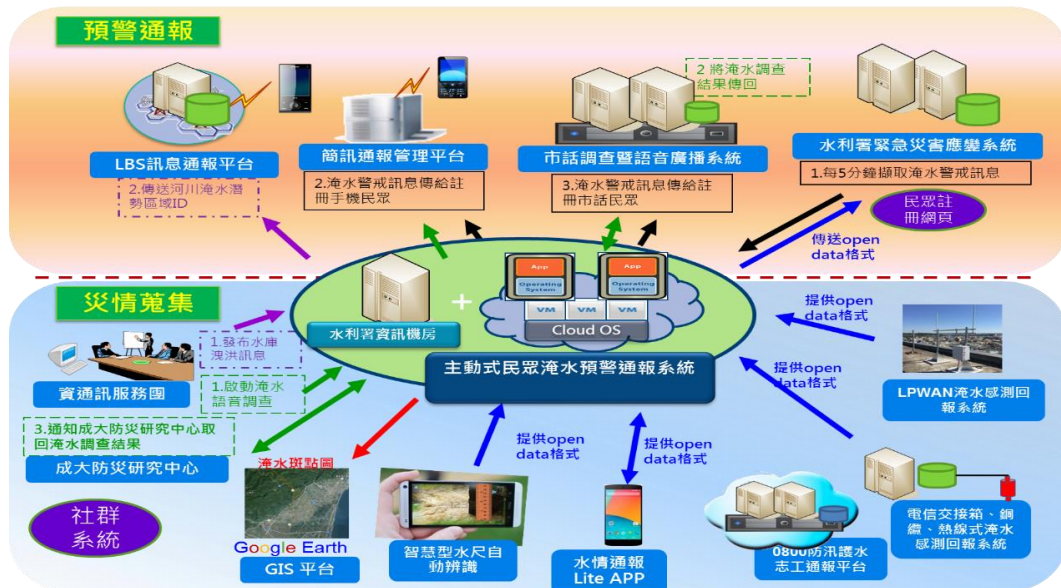 預警通報
LBS訊息通報平台
2.傳送河川淹水潛
勢區域ID
簡訊通報管理平台
2.淹水警戒訊息傳給註
冊手機民眾
2 將淹水調查
結果傳回
市話調查暨語音廣播系統
3.淹水警戒訊息傳給註
冊市話民眾
水利署緊急災害應變系統
1.每5分鐘擷取淹水警戒訊息
民眾註
冊網頁
傳送open
data格式
災情蒐集
App
Operating
System
App
Operating
System
VM
VM
VM
Cloud OS
+
水利署資訊機房
主動式民眾淹水預警通報系統
資通訊服務團
1.發布水庫
洩洪訊息
1.啟動淹水
語音調查
3.通知成大防災研究中心取
回淹水調查結果
成大防災研究中心
社群
系統
淹水斑點圖
Google Earth
GIS 平台
提供open
data格式
智慧型水尺自
動辨識
提供open
data格式
水情通報
Lite APP
提供open
data格式
LPWAN淹水感測回
報系統
提供open
data格式
0800防汛護水
志工通報平台
電信交接箱、銅
纜、熱線式淹水
感測回報系統